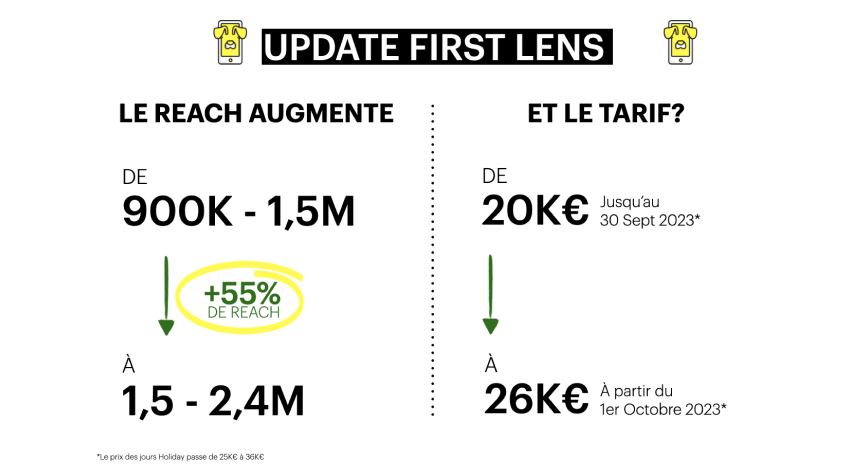 UPDATE FIRST LENS
LE REACH AUGMENTE
DE
900K - 1,5M
+55%
DE REACH
À
1,5 - 2,4M
ET LE TARIF?
DE
20K€
Jusqu'au
30 Sept 2023*
À
26K€
À partir du
1er Octobre 2023*
*Le prix des jours Holiday passe de 25K€ à 36K€